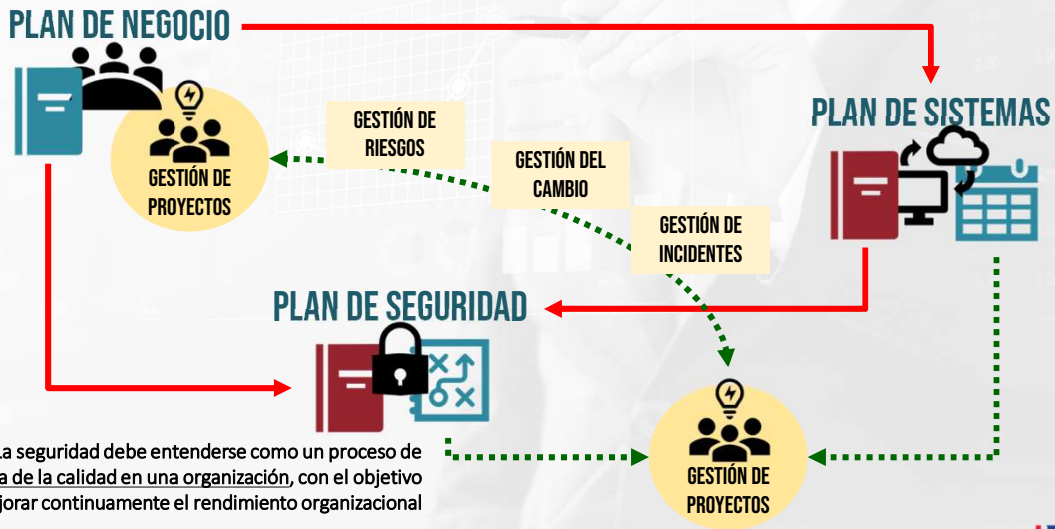 PLAN DE NEGOCIO
GESTIÓN DE
PROYECTOS
GESTIÓN DE
RIESGOS
GESTIÓN DEL
CAMBIO
GESTIÓN DE
INCIDENTES
PLAN DE SISTEMAS
PLAN DE SEGURIDAD
La seguridad debe entenderse como un proceso de
de la calidad en una organización, con el objetivo
continuamente el rendimiento organizacional
GESTIÓN DE
PROYECTOS